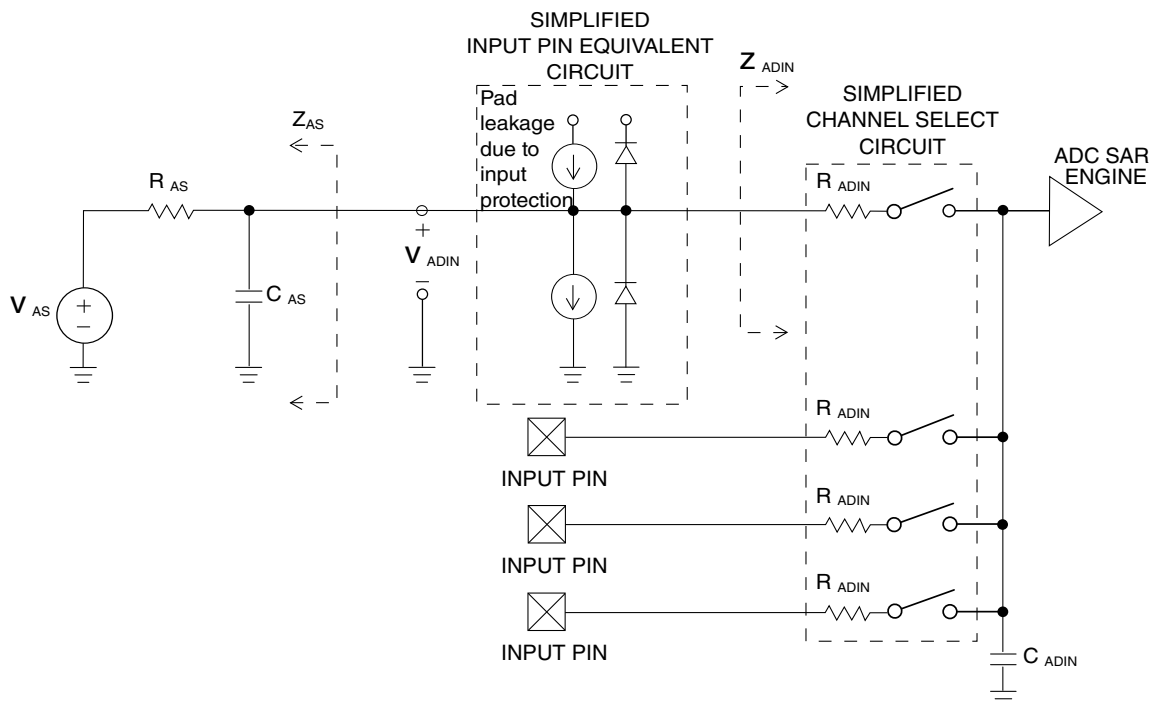 SIMPLIFIED
INPUT PIN EQUIVALENT
CIRCUIT
Z ADIN
SIMPLIFIED
CHANNEL SELECT
CIRCUIT
ADC SAR
ENGINE
Pad
leakage
due to
input
protection
Z AS
R AS
R ADIN
+
V ADIN
–
V AS
+
–
C AS
R ADIN
INPUT PIN
R ADIN
INPUT PIN
R ADIN
INPUT PIN
C ADIN